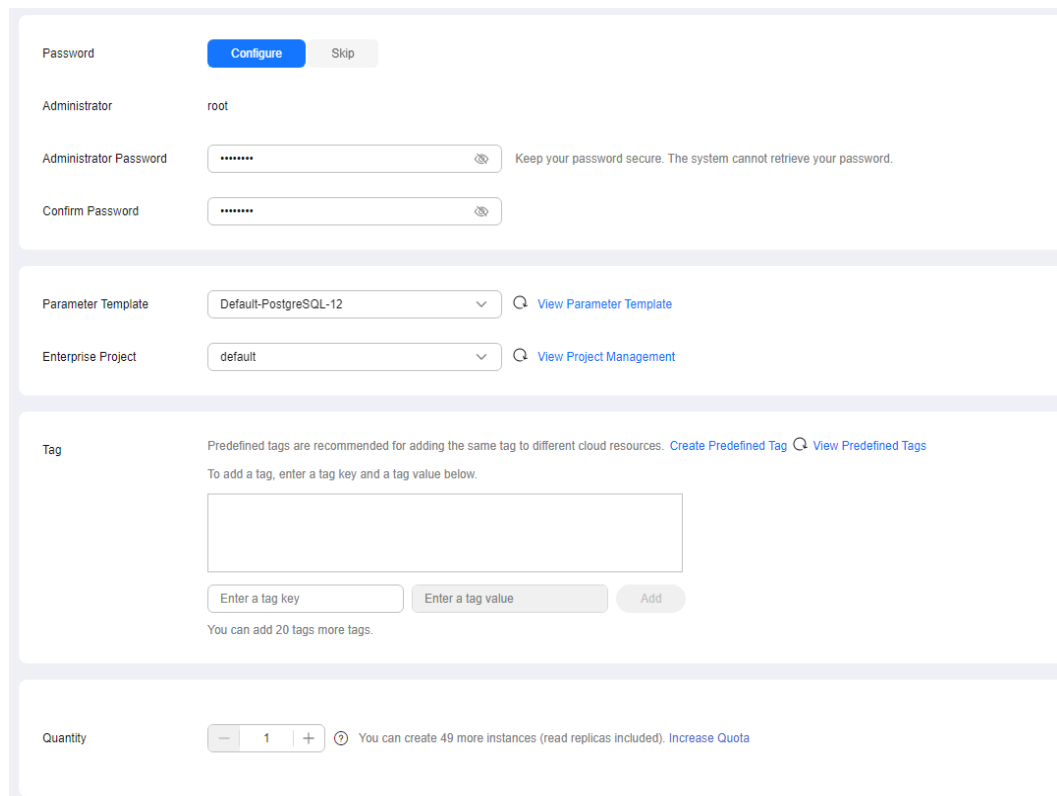 Password Configure Skip
Administrator root
Administrator Password •••••••• Keep your password secure. The system cannot retrieve your password.
Confirm Password ••••••••
Parameter Template Default-PostgreSQL-12 View Parameter Template
Enterprise Project default View Project Management
Tag Predefined tags are recommended for adding the same tag to different cloud resources. Create Predefined Tag View Predefined Tags
To add a tag, enter a tag key and a tag value below.
Enter a tag key Enter a tag value Add
You can add 20 tags more tags.
Quantity — 1 + ? You can create 49 more instances (read replicas included). Increase Quota